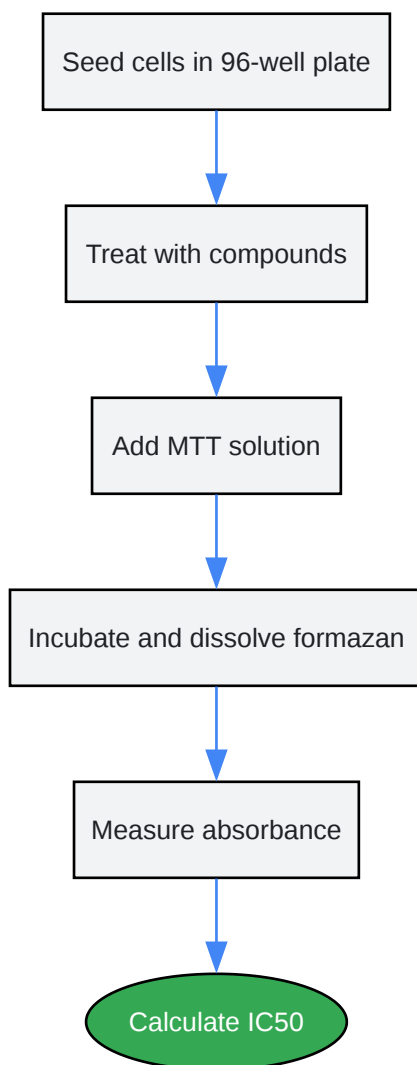 Seed cells in 96-well plate
Treat with compounds
Add MTT solution
Incubate and dissolve formazan
Measure absorbance
Calculate IC50